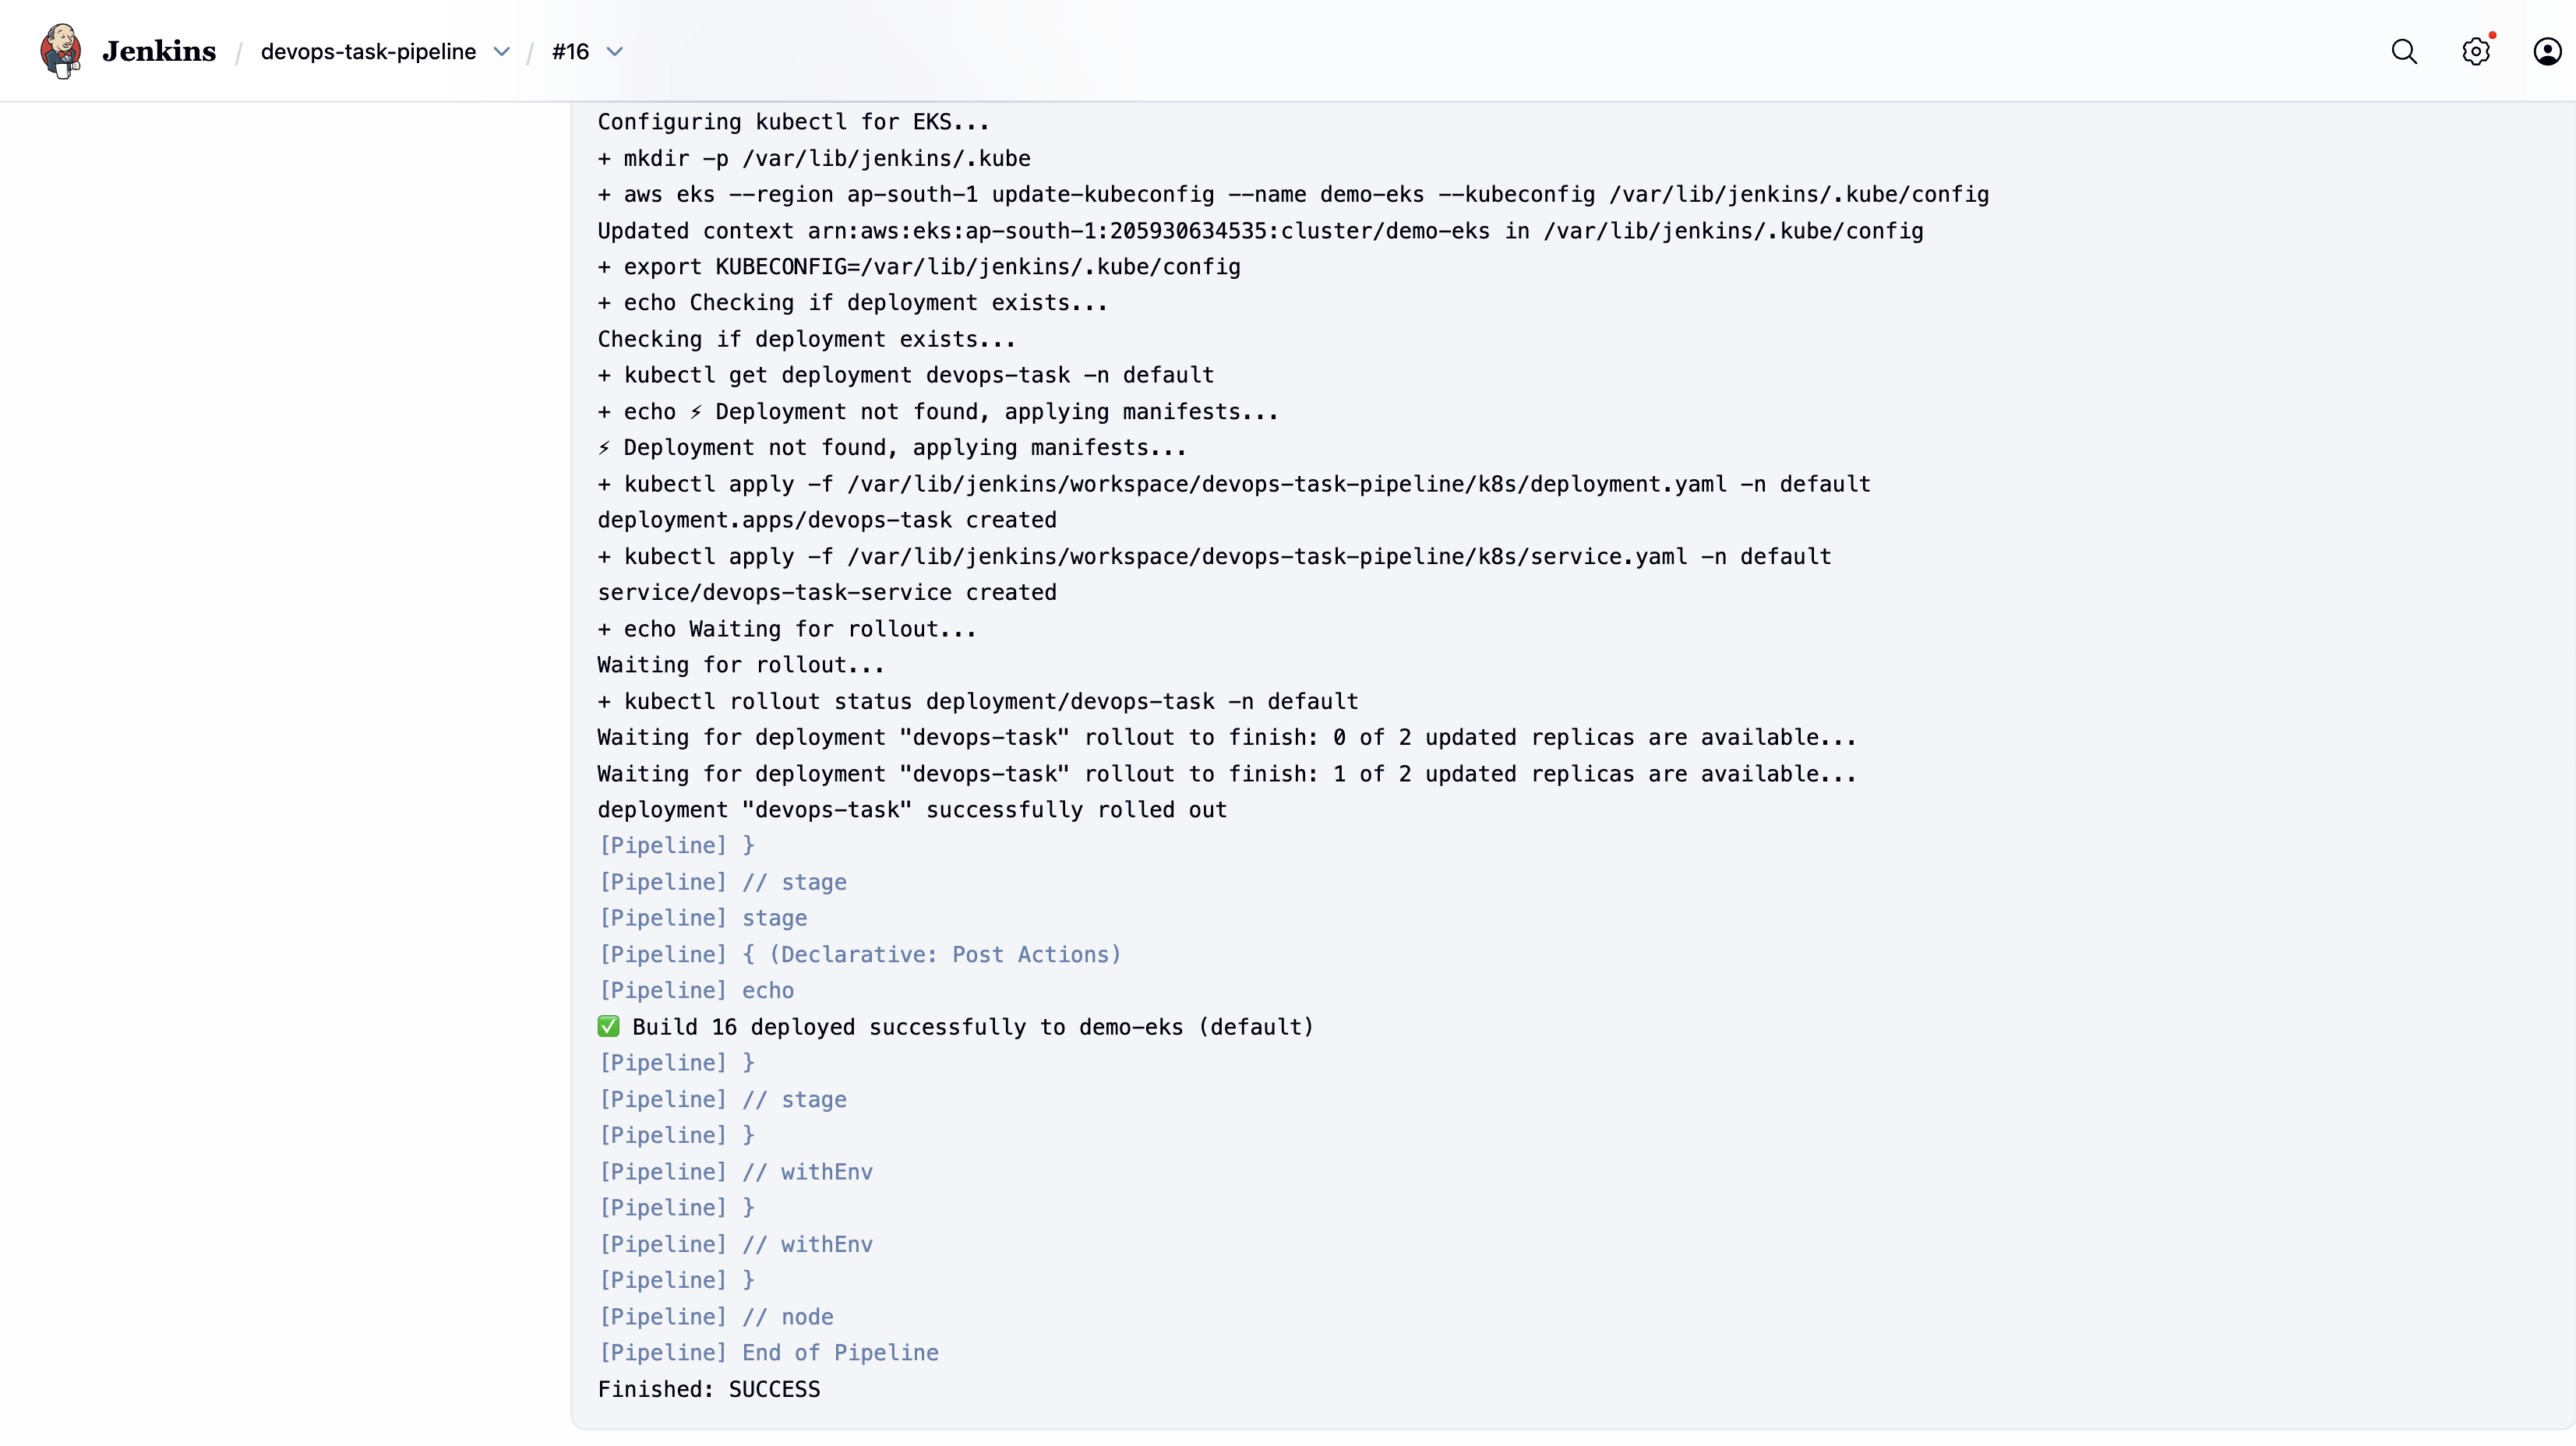 Jenkins / devops-task-pipeline / #16
Configuring kubectl for EKS...
+ mkdir -p /var/lib/jenkins/.kube
+ aws eks --region ap-south-1 update-kubeconfig --name demo-eks --kubeconfig /var/lib/jenkins/.kube/config
Updated context arn:aws:eks:ap-south-1:205930634535:cluster/demo-eks in /var/lib/jenkins/.kube/config
+ export KUBECONFIG=/var/lib/jenkins/.kube/config
+ echo Checking if deployment exists...
Checking if deployment exists...
+ kubectl get deployment devops-task -n default
+ echo ⚡ Deployment not found, applying manifests...
⚡ Deployment not found, applying manifests...
+ kubectl apply -f /var/lib/jenkins/workspace/devops-task-pipeline/k8s/deployment.yaml -n default
deployment.apps/devops-task created
+ kubectl apply -f /var/lib/jenkins/workspace/devops-task-pipeline/k8s/service.yaml -n default
service/devops-task-service created
+ echo Waiting for rollout...
Waiting for rollout...
+ kubectl rollout status deployment/devops-task -n default
Waiting for deployment "devops-task" rollout to finish: 0 of 2 updated replicas are available...
Waiting for deployment "devops-task" rollout to finish: 1 of 2 updated replicas are available...
deployment "devops-task" successfully rolled out
[Pipeline] }
[Pipeline] // stage
[Pipeline] stage
[Pipeline] { (Declarative: Post Actions)
[Pipeline] echo
✅ Build 16 deployed successfully to demo-eks (default)
[Pipeline] }
[Pipeline] // stage
[Pipeline] }
[Pipeline] // withEnv
[Pipeline] }
[Pipeline] // withEnv
[Pipeline] }
[Pipeline] // node
[Pipeline] End of Pipeline
Finished: SUCCESS